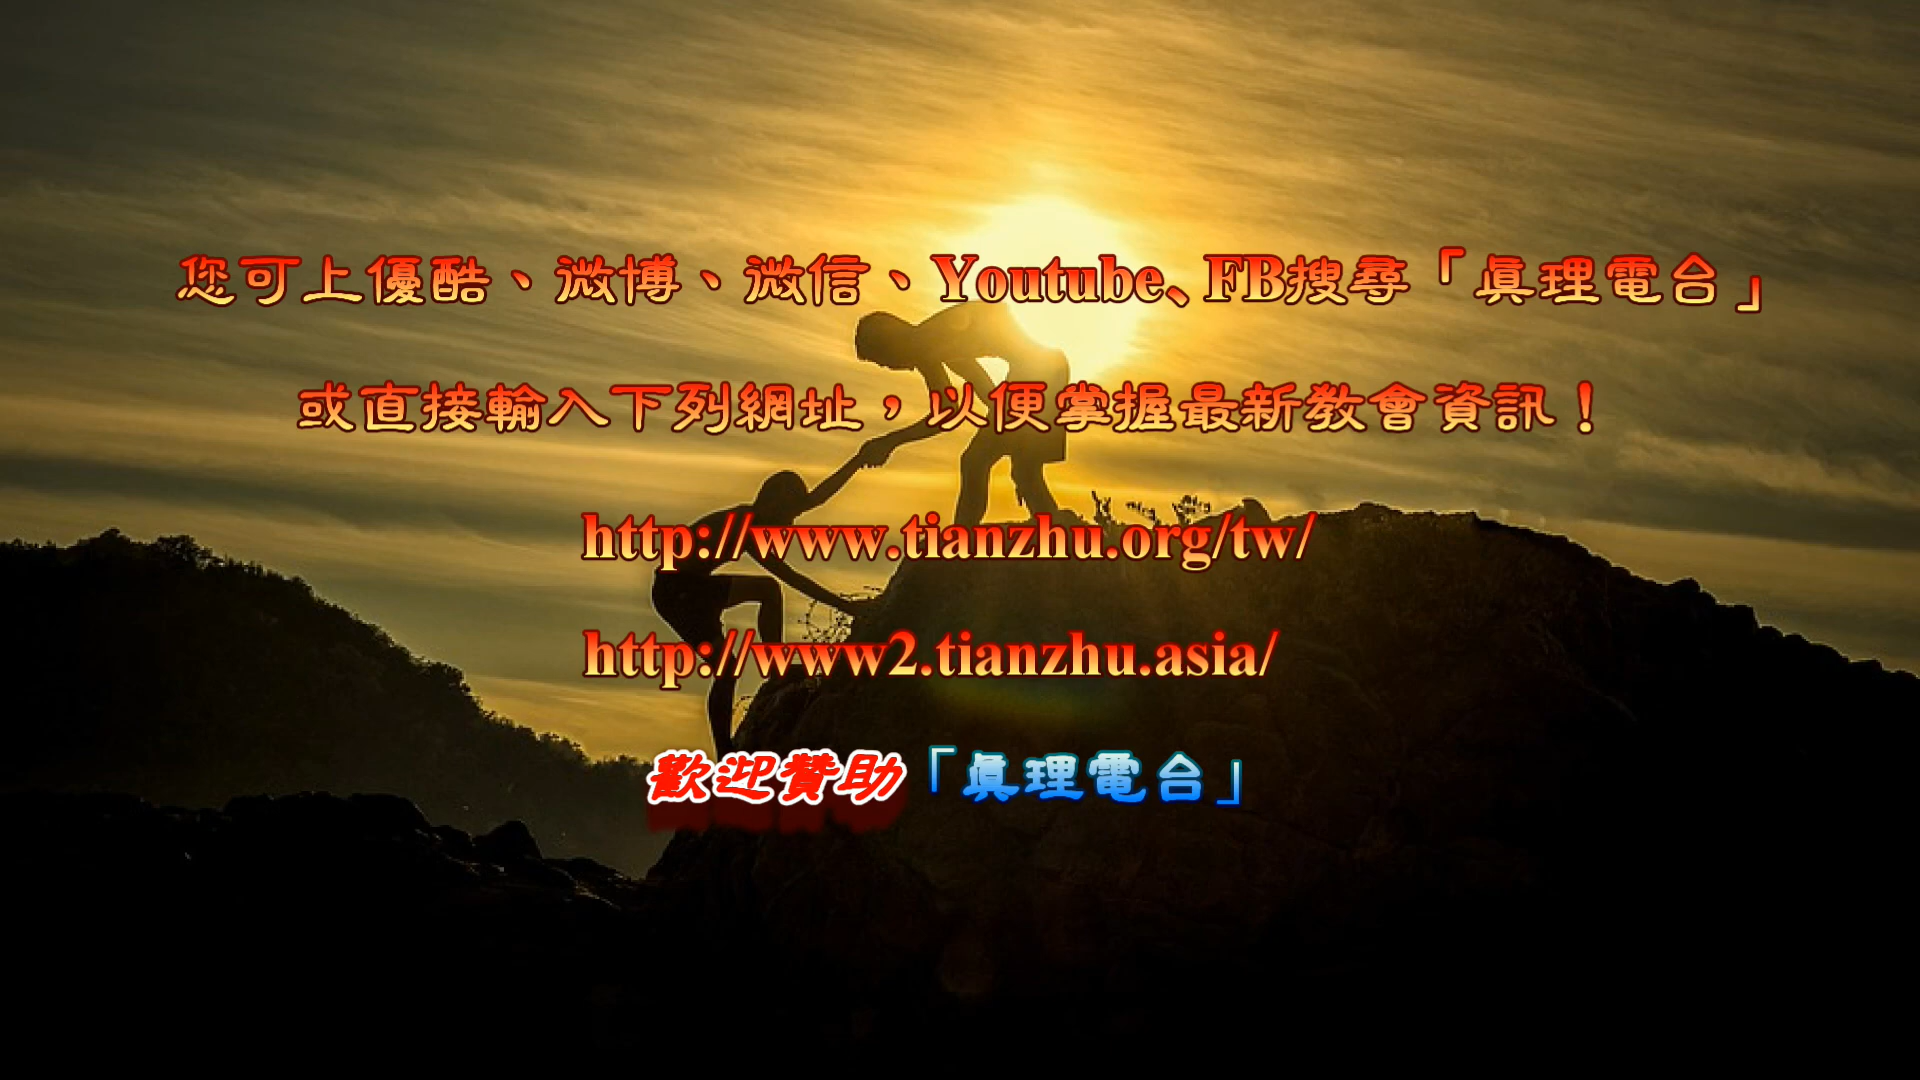 您可上優酷、微博、微信、Youtube、FB搜尋「真理電台」
或直接輸入下列網址，以便掌握最新教會資訊！
http://www.tianzhu.org/tw/
http://www2.tianzhu.asia/
歡迎贊助「真理電台」